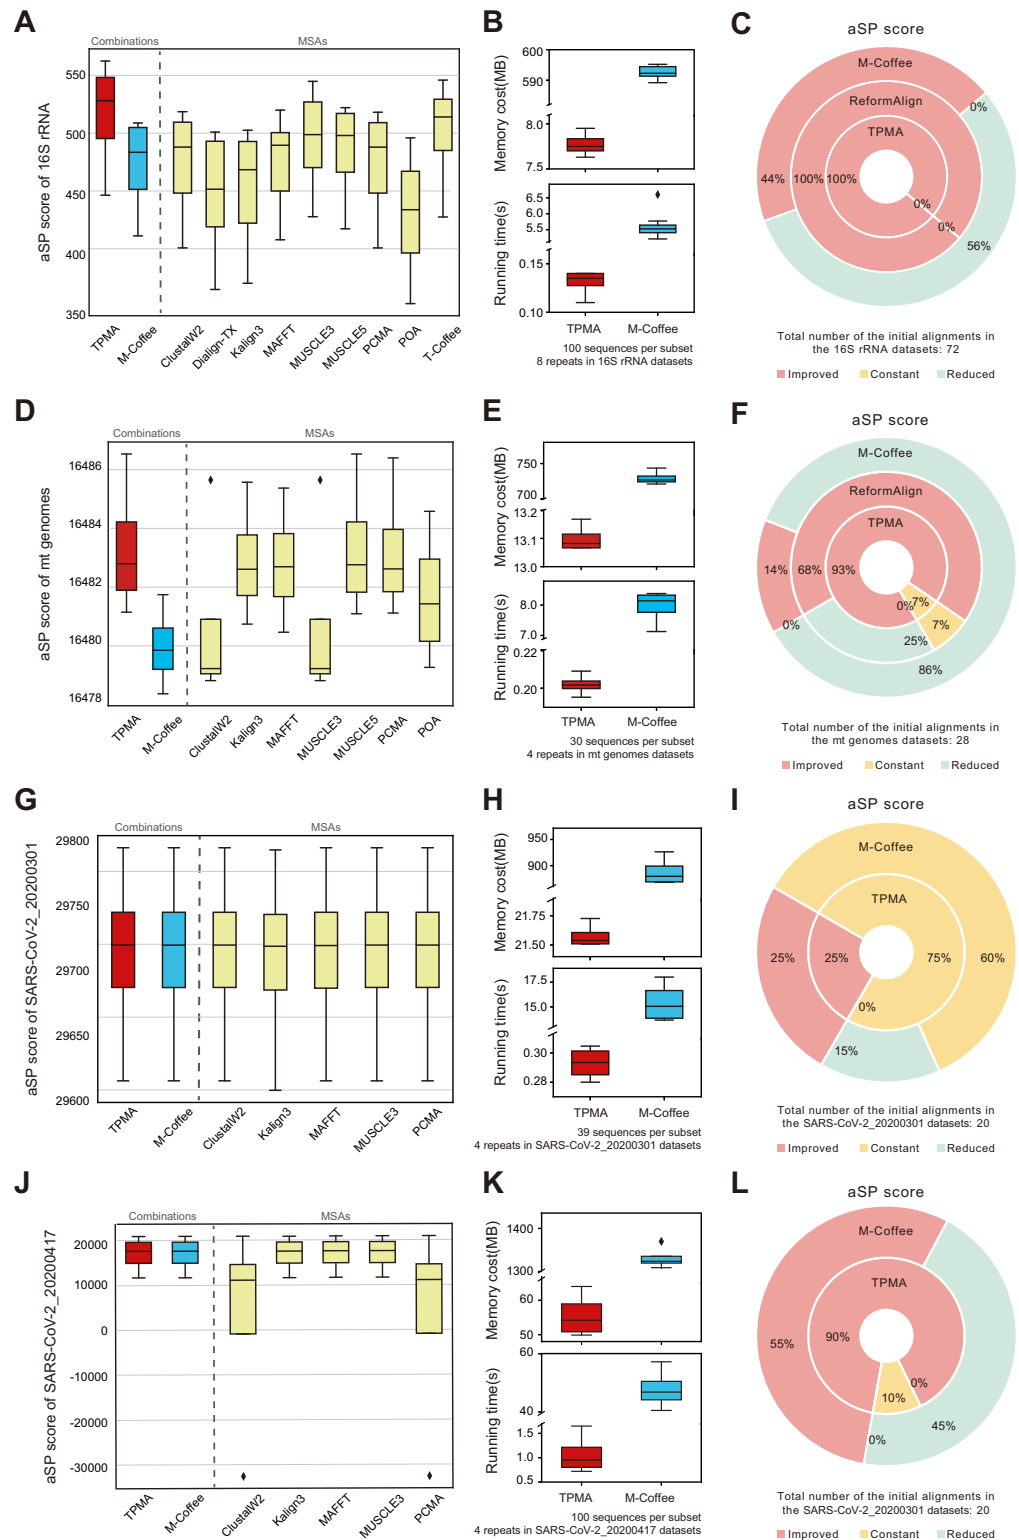 A
Combinations
MSAs
aSP score of 16S rRNA
550
500
450
400
350
TPMA
M-Coffee
ClustalW2
Dialign-TX
Kalign3
MAFFT
MUSCLE3
MUSCLE5
PCMA
POA
T-Coffee
B
Memory cost(MB)
600
590
8.0
7.5
Running time(s)
6.5
6.0
5.5
0.15
0.10
TPMA
M-Coffee
100 sequences per subset
8 repeats in 16S rRNA datasets
C
aSP score
M-Coffee
ReformAlign
TPMA
0%
44%
100%
100%
0%
0%
56%
Total number of the initial alignments in
the 16S rRNA datasets: 72
Improved
Constant
Reduced
D
Combinations
MSAs
aSP score of mt genomes
16486
16484
16482
16480
16478
TPMA
M-Coffee
ClustalW2
Kalign3
MAFFT
MUSCLE3
MUSCLE5
PCMA
POA
E
Memory cost(MB)
750
700
13.2
13.1
13.0
Running time(s)
8.0
7.0
0.22
0.20
TPMA
M-Coffee
30 sequences per subset
4 repeats in mt genomes datasets
F
aSP score
M-Coffee
ReformAlign
TPMA
14%
68%
93%
0%
7%
0%
7%
25%
86%
Total number of the initial alignments in
the mt genomes datasets: 28
Improved
Constant
Reduced
G
Combinations
MSAs
aSP score of SARS-CoV-2_20200301
29800
29750
29700
29650
29600
TPMA
M-Coffee
ClustalW2
Kalign3
MAFFT
MUSCLE3
PCMA
H
Memory cost(MB)
950
900
21.75
21.50
Running time(s)
17.5
15.0
0.30
0.28
TPMA
M-Coffee
39 sequences per subset
4 repeats in SARS-CoV-2_20200301 datasets
I
aSP score
M-Coffee
TPMA
25%
25%
75%
60%
0%
15%
Total number of the initial alignments in
the SARS-CoV-2_20200301 datasets: 20
Improved
Constant
Reduced
J
Combinations
MSAs
aSP score of SARS-CoV-2_20200417
20000
10000
0
-10000
-20000
-30000
TPMA
M-Coffee
ClustalW2
Kalign3
MAFFT
MUSCLE3
PCMA
K
Memory cost(MB)
1400
1300
60
50
Running time(s)
60
40
1.5
1.0
0.5
TPMA
M-Coffee
100 sequences per subset
4 repeats in SARS-CoV-2_20200417 datasets
L
aSP score
M-Coffee
TPMA
55%
90%
0%
10%
0%
45%
Total number of the initial alignments in
the SARS-CoV-2_20200301 datasets: 20
Improved
Constant
Reduced